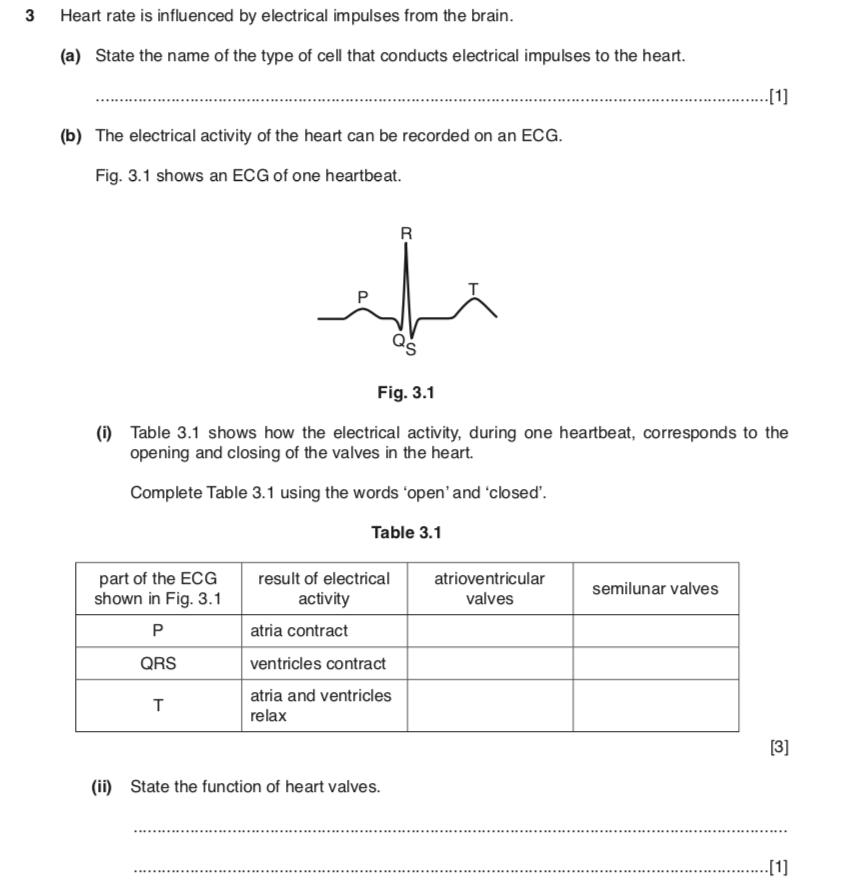 3 Heart rate is influenced by electrical impulses from the brain.
(a) State the name of the type of cell that conducts electrical impulses to the heart.
..........[1]
(b) The electrical activity of the heart can be recorded on an ECG.
Fig. 3.1 shows an ECG of one heartbeat.
R
P
T
Q
S
Fig. 3.1
(i) Table 3.1 shows how the electrical activity, during one heartbeat, corresponds to the
opening and closing of the valves in the heart.
Complete Table 3.1 using the words ‘open’ and ‘closed’.
Table 3.1
part of the ECG result of electrical atrioventricular semilunar valves
shown in Fig. 3.1 activity valves
P atria contract
QRS ventricles contract
T atria and ventricles
relax
[3]
(ii) State the function of heart valves.
..........
..........[1]